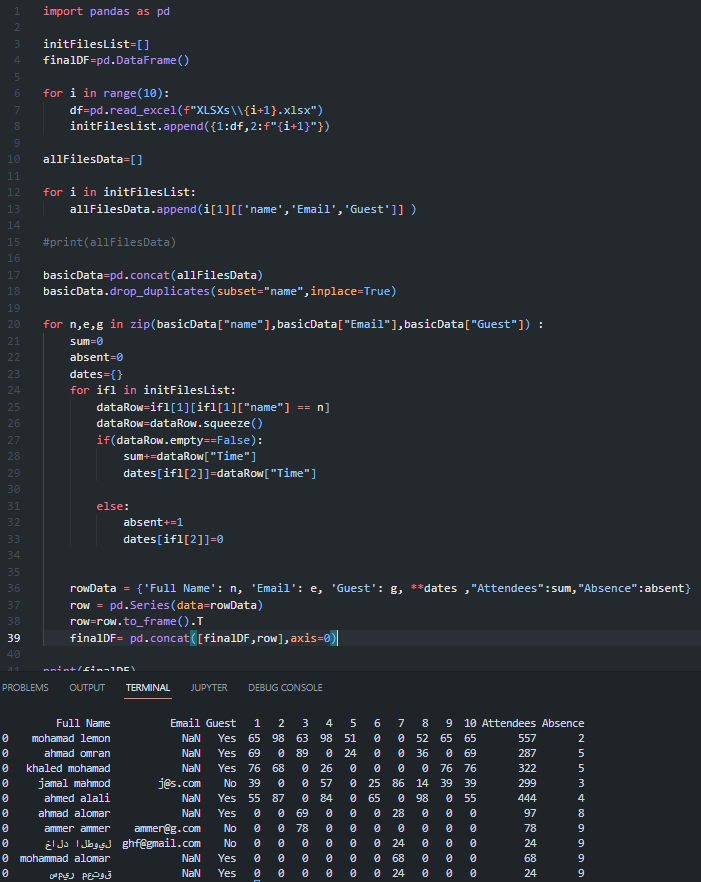 1 import pandas as pd
2
3 initFilesList=[]
4 finalDF=pd.DataFrame()
5
6 for i in range(10):
7 df=pd.read_excel(f"XLSXs\\{i+1}.xlsx")
8 initFilesList.append({1:df,2:f"{i+1}"})
9
10 allFilesData=[]
11
12 for i in initFilesList:
13 allFilesData.append(i[1][['name','Email','Guest']] )
14
15 #print(allFilesData)
16
17 basicData=pd.concat(allFilesData)
18 basicData.drop_duplicates(subset="name",inplace=True)
19
20 for n,e,g in zip(basicData["name"],basicData["Email"],basicData["Guest"]) :
21 sum=0
22 absent=0
23 dates={}
24 for ifl in initFilesList:
25 dataRow=ifl[1][ifl[1]["name"] == n]
26 dataRow=dataRow.squeeze()
27 if(dataRow.empty==False):
28 sum+=dataRow["Time"]
29 dates[ifl[2]]=dataRow["Time"]
30
31 else:
32 absent+=1
33 dates[ifl[2]]=0
34
35
36 rowData = {'Full Name': n, 'Email': e, 'Guest': g, **dates ,"Attendees":sum,"Absence":absent}
37 row = pd.Series(data=rowData)
38 row=row.to_frame().T
39 finalDF= pd.concat([finalDF,row],axis=0)
40
41 print(finalDF)
PROBLEMS OUTPUT TERMINAL JUPYTER DEBUG CONSOLE
Full Name Email Guest 1 2 3 4 5 6 7 8 9 10 Attendees Absence
0 mohamad lemon NaN Yes 65 98 63 98 51 0 0 52 65 65 557 2
0 ahmad omran NaN Yes 69 0 89 0 24 0 0 36 0 69 287 5
0 khaled mohamad NaN Yes 76 68 0 26 0 0 0 0 76 76 322 5
0 jamal mahmod j@s.com No 39 0 0 57 0 25 86 14 39 39 299 3
0 ahmed alali NaN Yes 55 87 0 84 0 65 0 98 0 55 444 4
0 ahmad alomar NaN Yes 0 0 69 0 0 0 28 0 0 0 97 8
0 ammer ammer ammer@g.com No 0 0 78 0 0 0 0 0 0 0 78 9
0 خالد الطويل ghf@gmail.com No 0 0 0 0 0 0 24 0 0 0 24 9
0 mohammad alomar NaN Yes 0 0 0 0 0 0 68 0 0 0 68 9
0 سمير معتوق NaN Yes 0 0 0 0 0 0 24 0 0 0 24 9